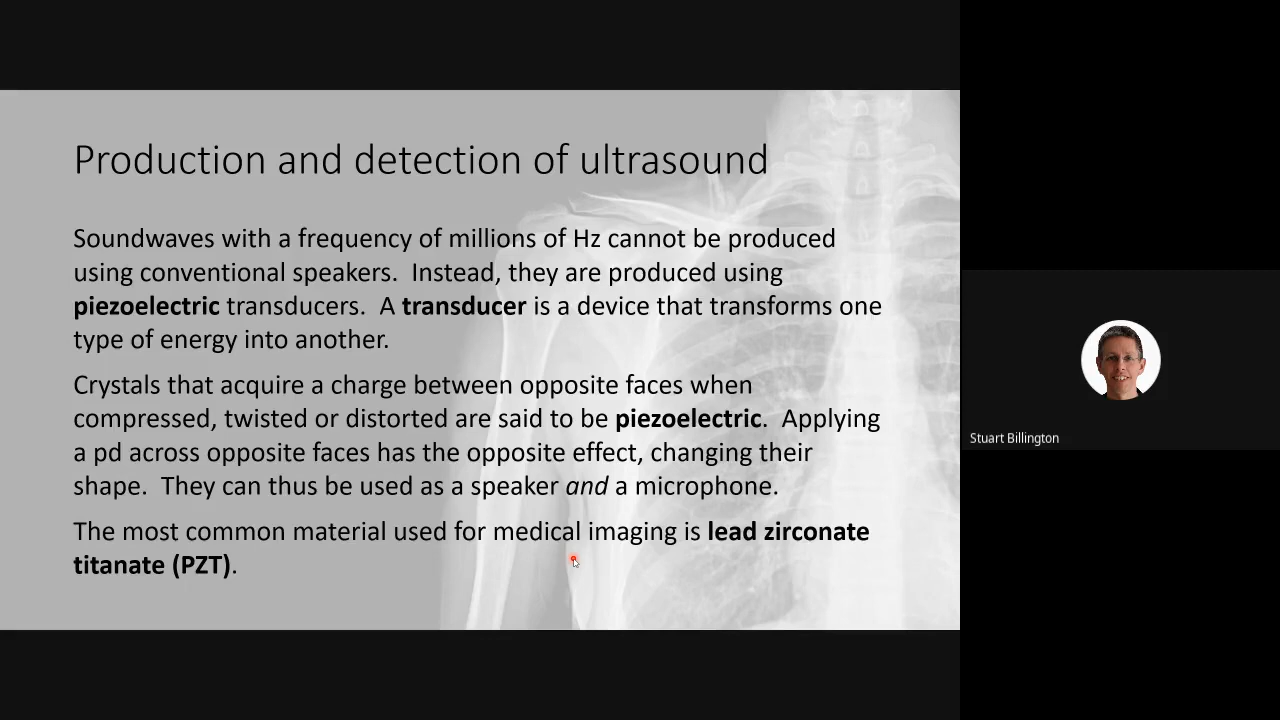 Production and detection of ultrasound
Soundwaves with a frequency of millions of Hz cannot be produced
using conventional speakers.  Instead, they are produced using
piezoelectric transducers.  A transducer is a device that transforms one
type of energy into another.
Crystals that acquire a charge between opposite faces when
compressed, twisted or distorted are said to be piezoelectric.  Applying
a pd across opposite faces has the opposite effect, changing their
shape.  They can thus be used as a speaker and a microphone.
The most common material used for medical imaging is lead zirconate
titanate (PZT).
Stuart Billington